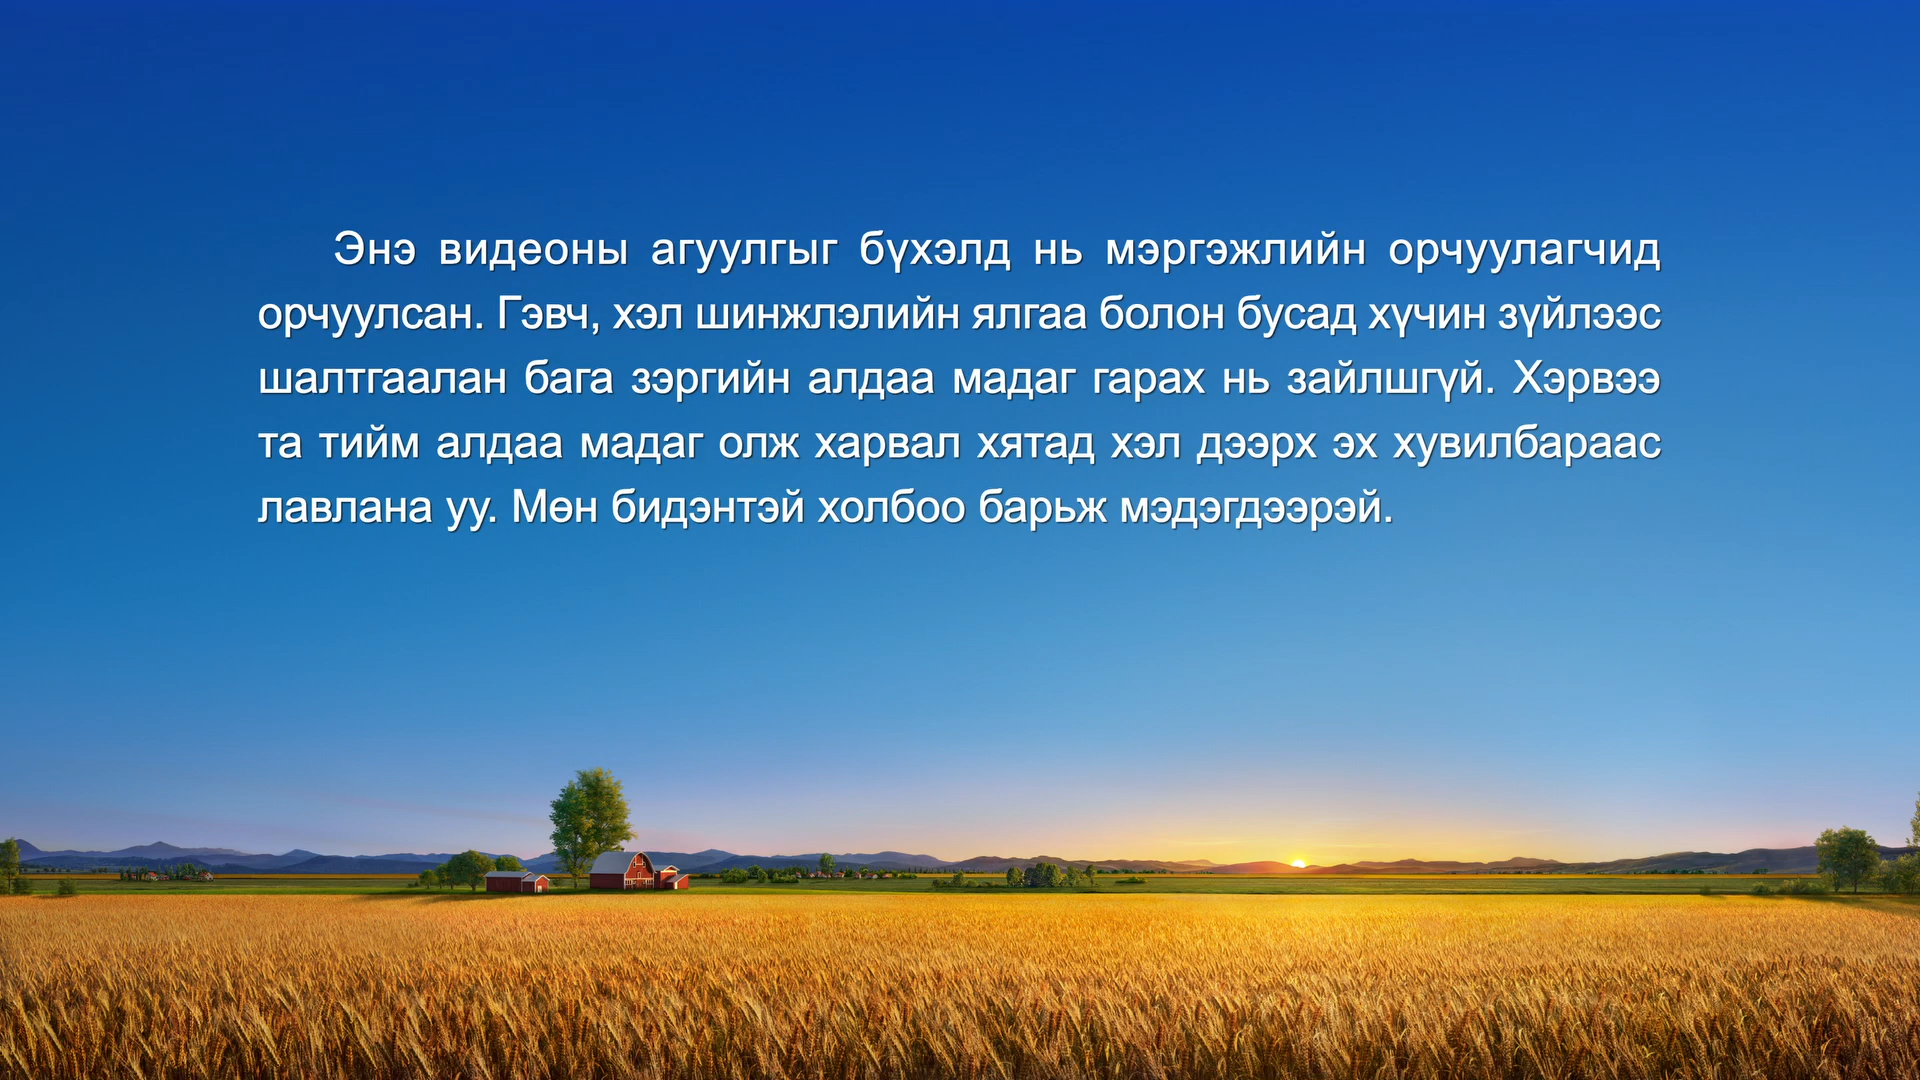 Энэ видеоны агуулгыг бүхэлд нь мэргэжлийн орчуулагчид
орчуулсан. Гэвч, хэл шинжлэлийн ялгаа болон бусад хүчин зүйлээс
шалтгаалан бага зэргийн алдаа мадаг гарах нь зайлшгүй. Хэрвээ
та тийм алдаа мадаг олж харвал хятад хэл дээрх эх хувилбараас
лавлана уу. Мөн бидэнтэй холбоо барьж мэдэгдээрэй.